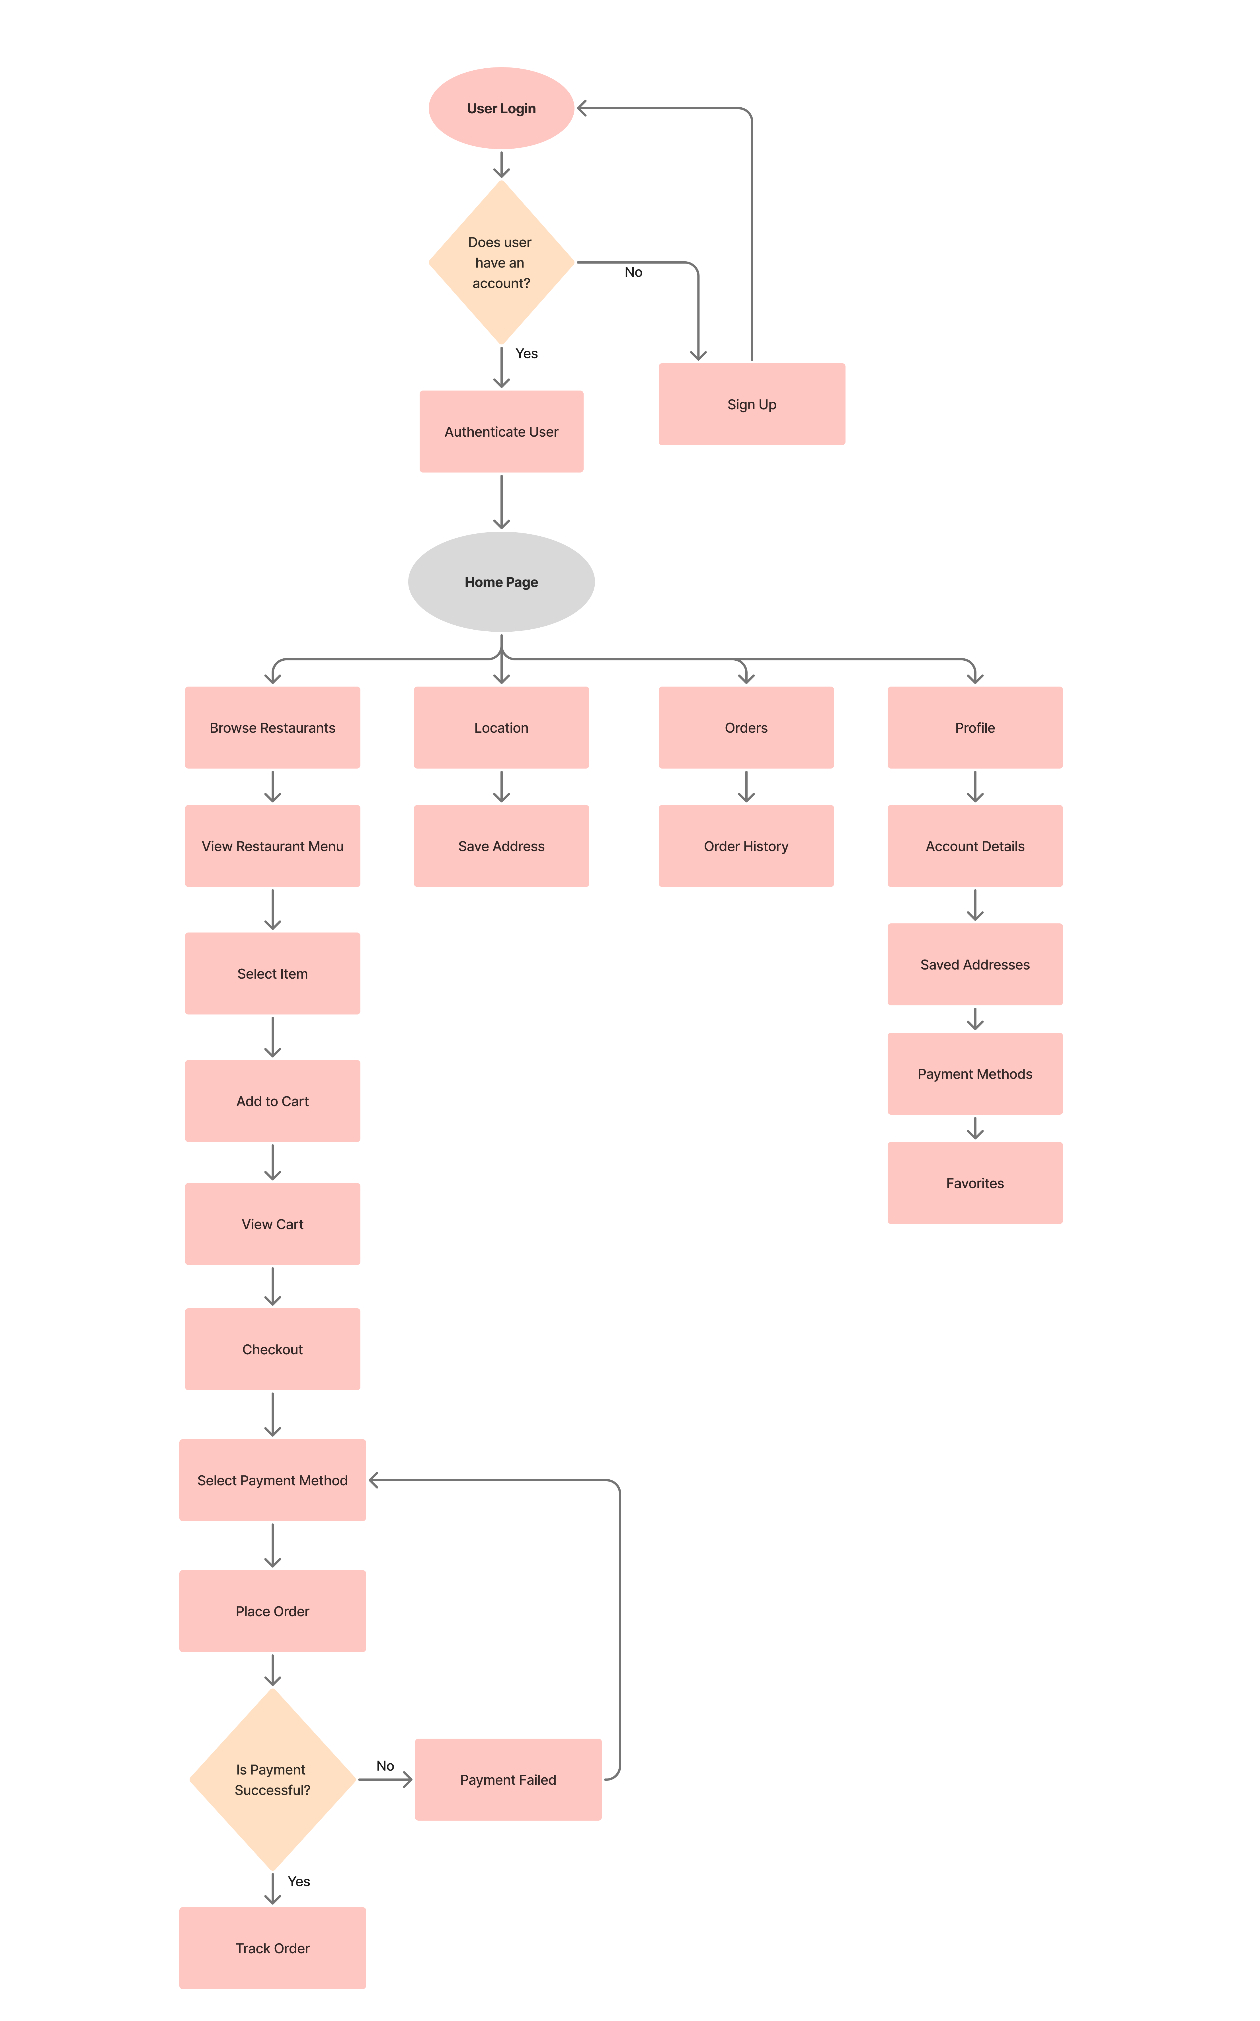 User Login
Does user
have an
account?
No
Yes
Sign Up
Authenticate User
Home Page
Browse Restaurants
Location
Orders
Profile
View Restaurant Menu
Save Address
Order History
Account Details
Saved Addresses
Select Item
Payment Methods
Add to Cart
Favorites
View Cart
Checkout
Select Payment Method
Place Order
Is Payment
Successful?
No
Payment Failed
Yes
Track Order